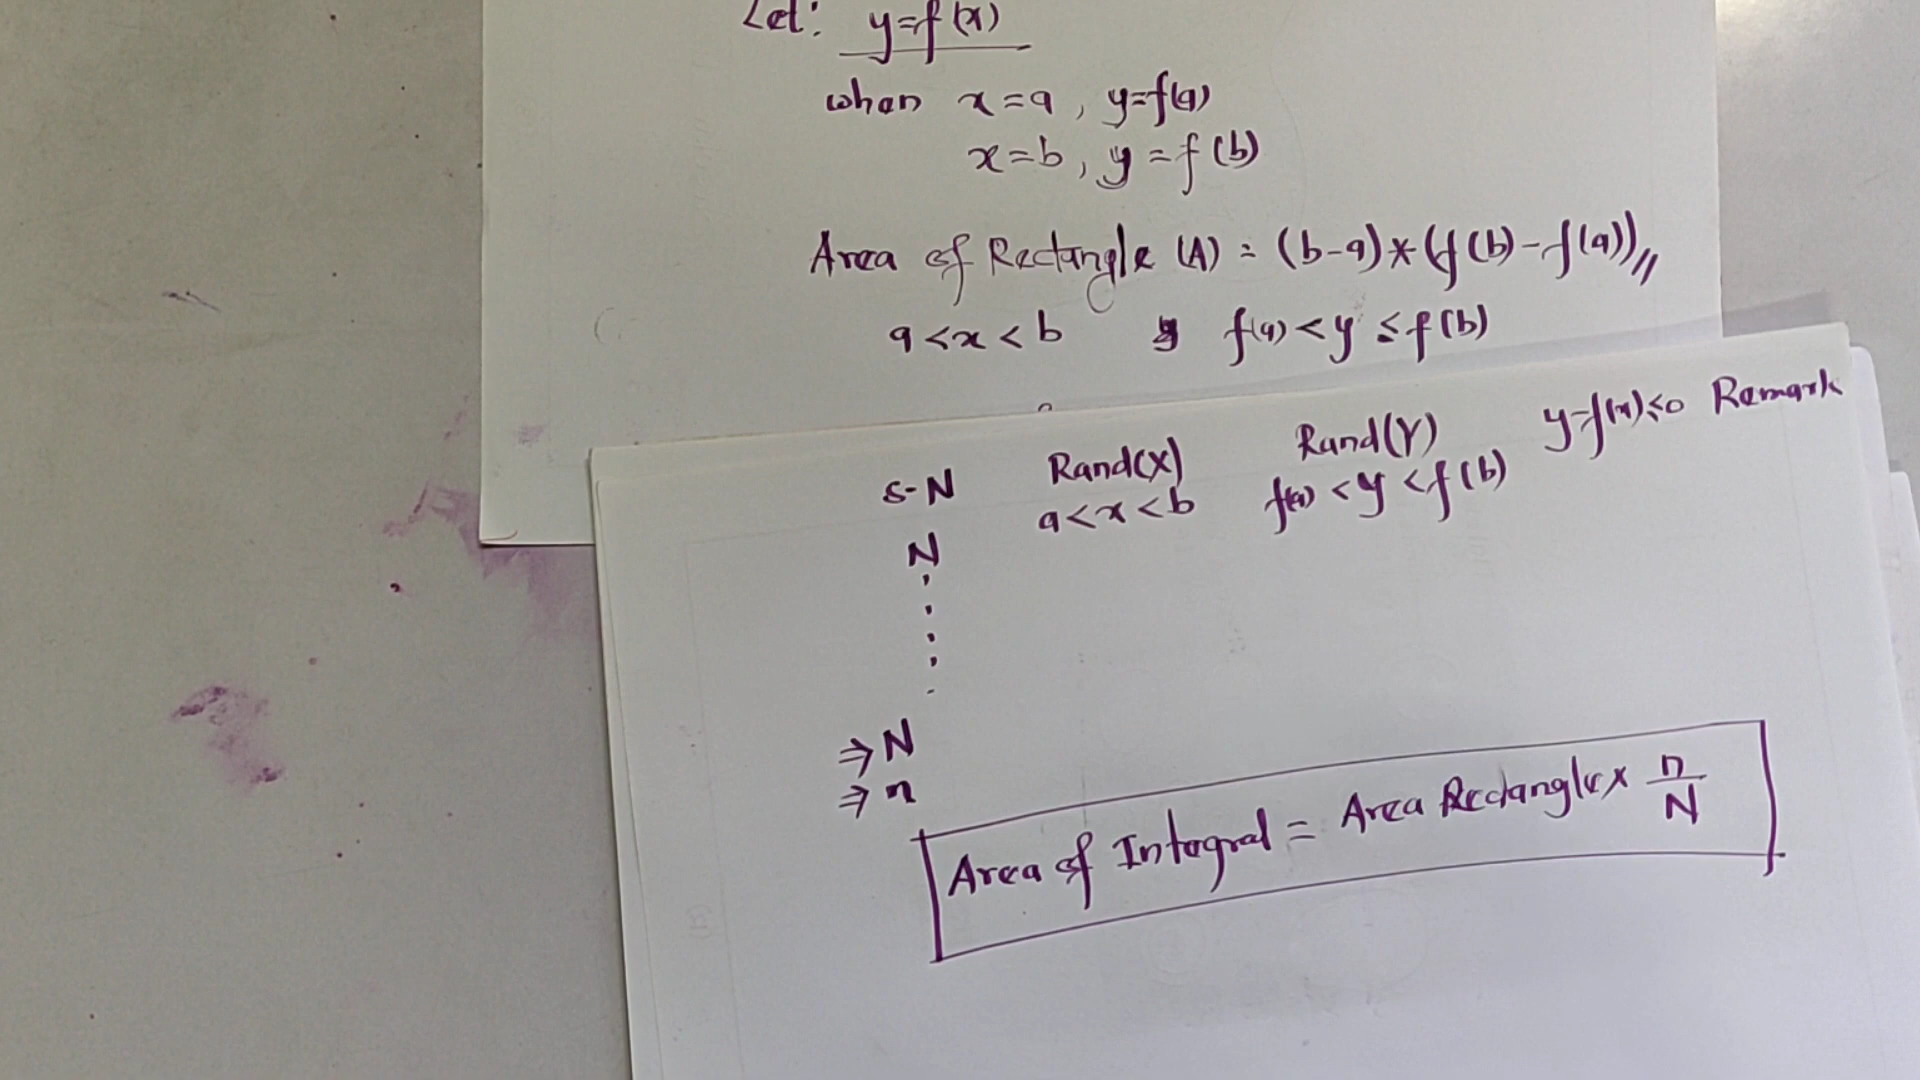 Let: y=f(x)
when x=a, y=f(a)
x=b, y=f(b)
Area of Rectangle (A) = (b-a)*(f(b)-f(a))//
a<x<b y f(a)<y≤f(b)
S-N Rand(X) Rand(Y) y-f(x)≤0 Remark
a<x<b f(a)<y<f(b)
N
⇒N
⇒n
Area of Integral = Area Rectangle x n/N